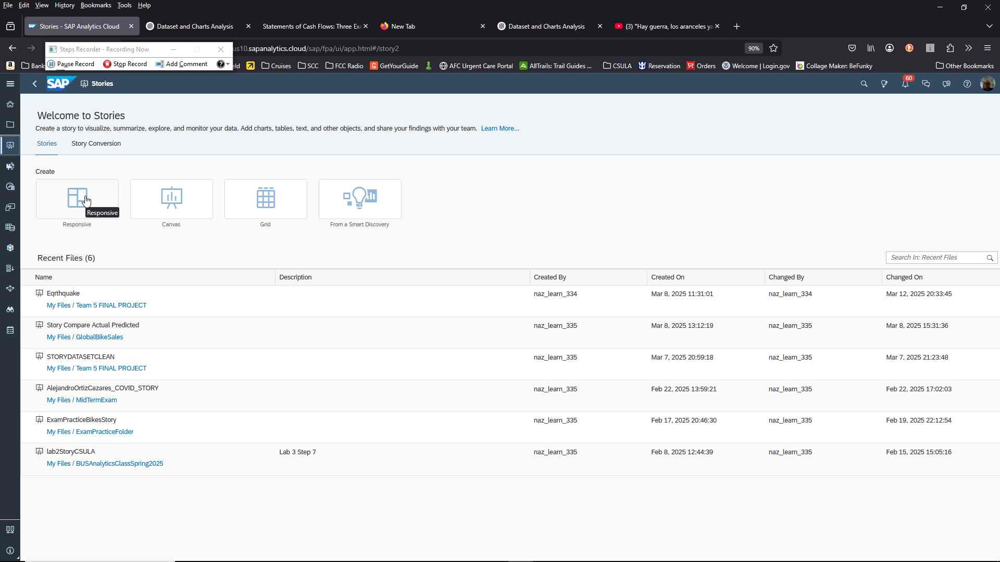 File Edit View History Bookmarks Tools Help
Stories - SAP Analytics Cloud
Dataset and Charts Analysis
Statements of Cash Flows: Three Ex
New Tab
Dataset and Charts Analysis
(3) "Hay guerra, los aranceles ya
Steps Recorder - Recording Now
us10.sapanalytics.cloud/sap/fpa/ui/app.html#/story2
90%
Pause Record Stop Record Add Comment
Bank
eld
Cruises
SCC
FCC Radio
GetYourGuide
AFC Urgent Care Portal
AllTrails: Trail Guides ...
CSULA
Reservation
Orders
Welcome | Login.gov
Collage Maker: BeFunky
Other Bookmarks
SAP Stories
60
Welcome to Stories
Create a story to visualize, summarize, explore, and monitor your data. Add charts, tables, text, and other objects, and share your findings with your team. Learn More...
Stories Story Conversion
Create
Responsive
Responsive Canvas Grid From a Smart Discovery
Recent Files (6)
Search In: Recent Files
Name Description Created By Created On Changed By Changed On
Eqrthquake
naz_learn_334 Mar 8, 2025 11:31:01 naz_learn_334 Mar 12, 2025 20:33:45
My Files / Team 5 FINAL PROJECT
Story Compare Actual Predicted
naz_learn_335 Mar 8, 2025 13:12:19 naz_learn_335 Mar 8, 2025 15:31:36
My Files / GlobalBikeSales
STORYDATASETCLEAN
naz_learn_335 Mar 7, 2025 20:59:18 naz_learn_335 Mar 7, 2025 21:23:48
My Files / Team 5 FINAL PROJECT
AlejandroOrtizCazares_COVID_STORY
naz_learn_335 Feb 22, 2025 13:59:21 naz_learn_335 Feb 22, 2025 17:02:03
My Files / MidTermExam
ExamPracticeBikesStory
naz_learn_335 Feb 17, 2025 20:46:30 naz_learn_335 Feb 19, 2025 22:12:54
My Files / ExamPracticeFolder
lab2StoryCSULA
Lab 3 Step 7 naz_learn_335 Feb 8, 2025 12:44:39 naz_learn_335 Feb 15, 2025 15:05:16
My Files / BUSAnalyticsClassSpring2025